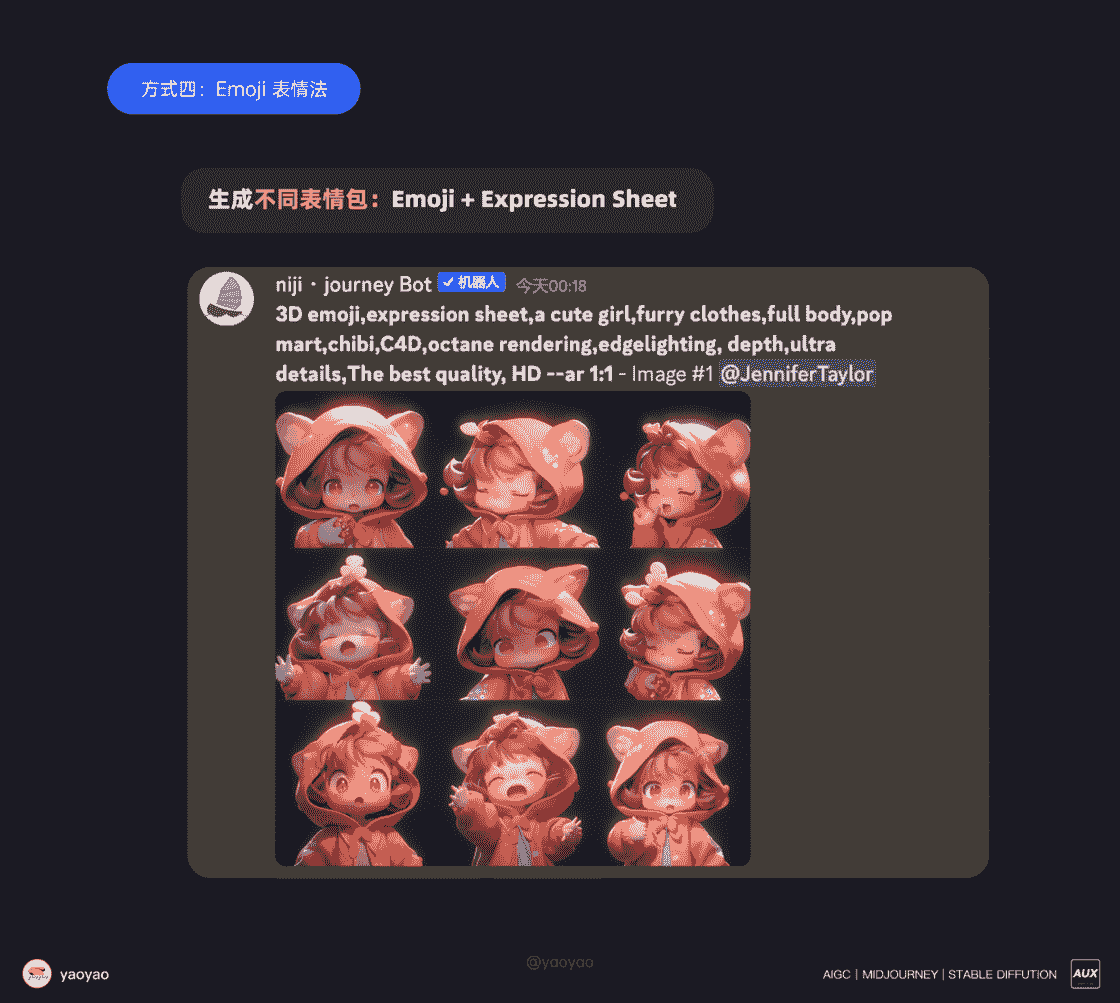 方式四：Emoji 表情法
生成不同表情包：Emoji + Expression Sheet
niji · journey Bot ✓ 机器人 今天00:18
3D emoji,expression sheet,a cute girl,furry clothes,full body,pop
mart,chibi,C4D,octane rendering,edgelighting, depth,ultra
details,The best quality, HD --ar 1:1 - Image #1 @JenniferTaylor
@yaoyao
yaoyao
AIGC | MIDJOURNEY | STABLE DIFFUTION AUX